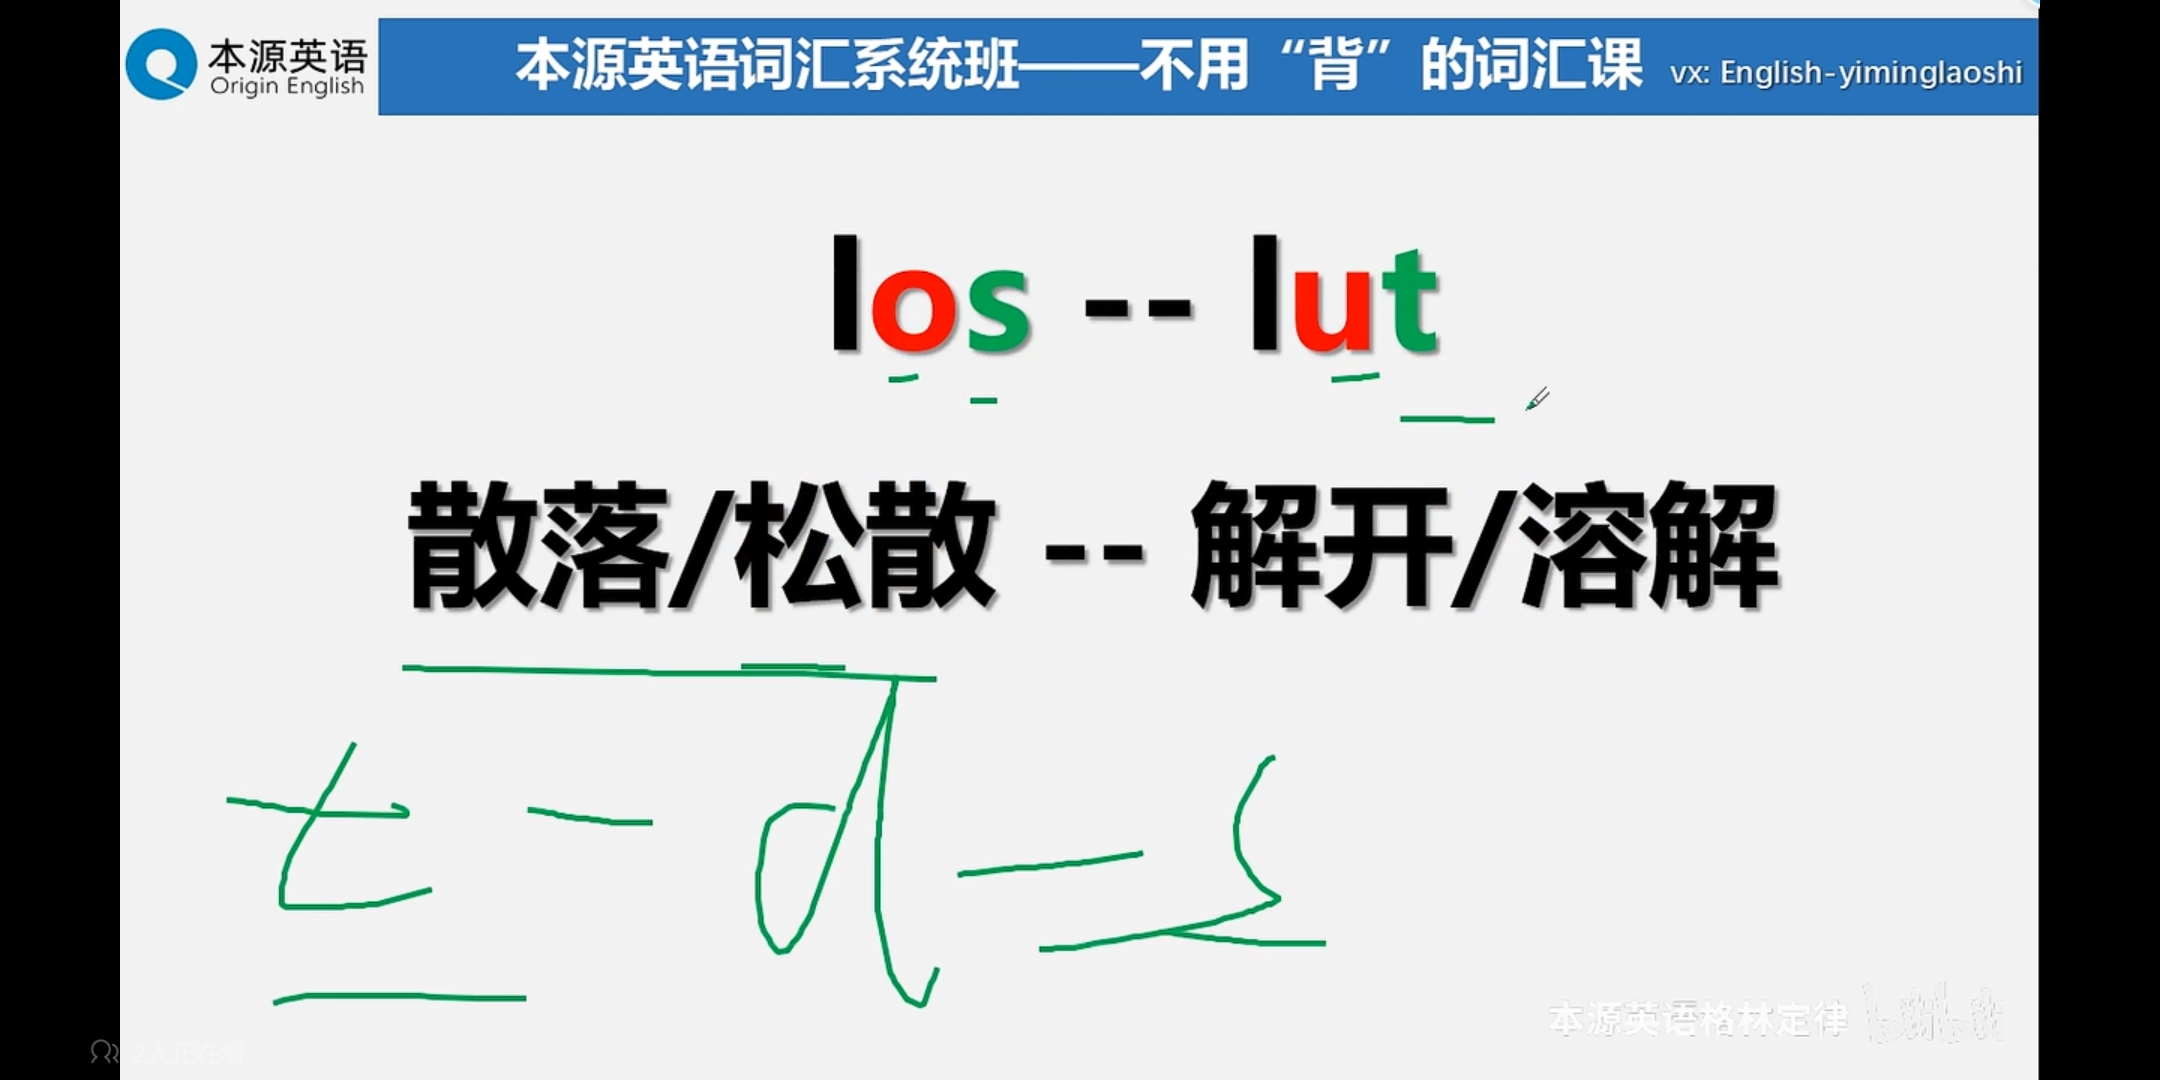 本源英语
Origin English
本源英语词汇系统班——不用“背”的词汇课 vx: English-yiminglaoshi
los -- lut
散落/松散 -- 解开/溶解
t - d - s
本源英语格林定律 bilibili
2人正在看